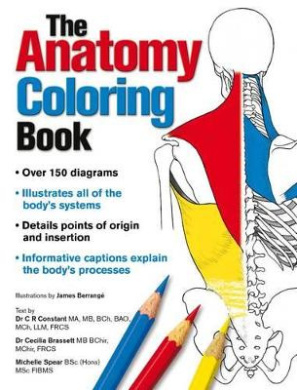 The
Anatomy
Coloring
Book
• Over 150 diagrams
• Illustrates all of the
body's systems
• Details points of origin
and insertion
• Informative captions explain
the body's processes
Illustrations by James Berrangé
Text by
Dr C R Constant MA, MB, BCh, BAO,
MCh, LLM, FRCS
Dr Cecilia Brassett MB BChir,
MChir, FRCS
Michelle Spear BSc (Hons)
MSc FIBMS